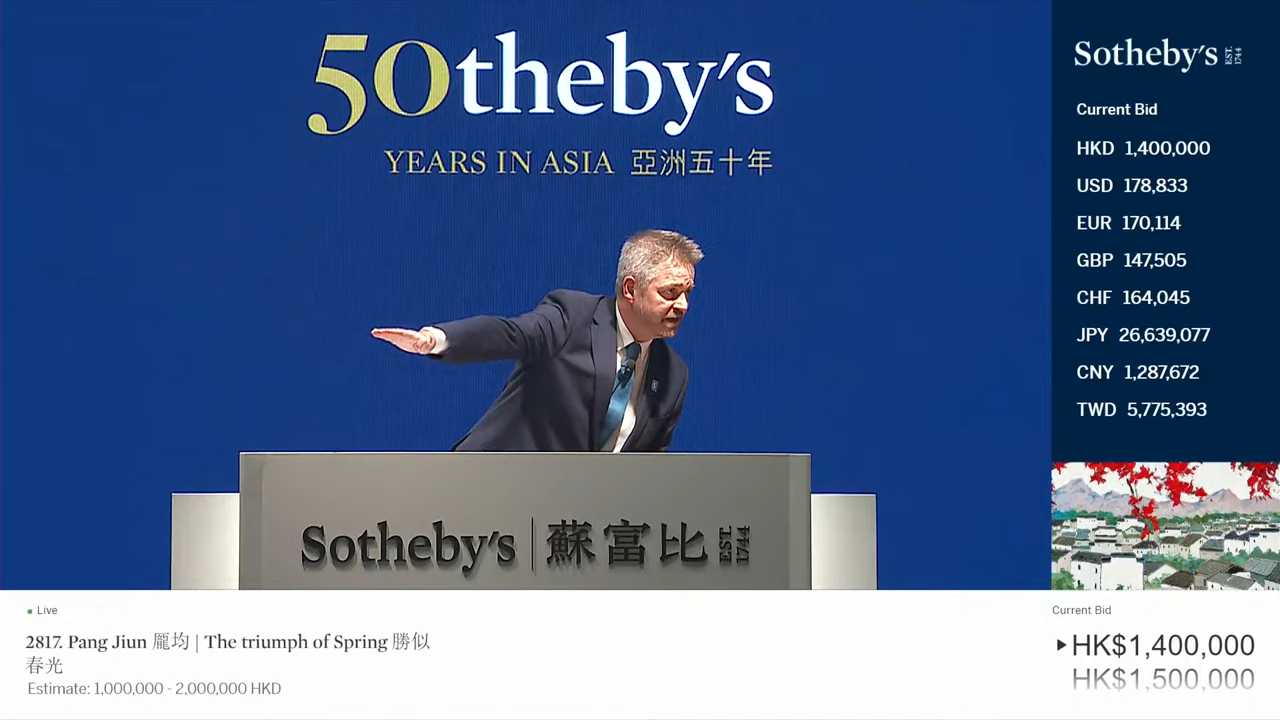 50theby's
YEARS IN ASIA 亞洲五十年
Sotheby's | 蘇富比 EST. 1744
Sotheby's EST. 1744
Current Bid
HKD 1,400,000
USD 178,833
EUR 170,114
GBP 147,505
CHF 164,045
JPY 26,639,077
CNY 1,287,672
TWD 5,775,393
Live
2817. Pang Jiun 龎均 | The triumph of Spring 勝似
春光
Estimate: 1,000,000 - 2,000,000 HKD
Current Bid
HK$1,400,000
HK$1,500,000